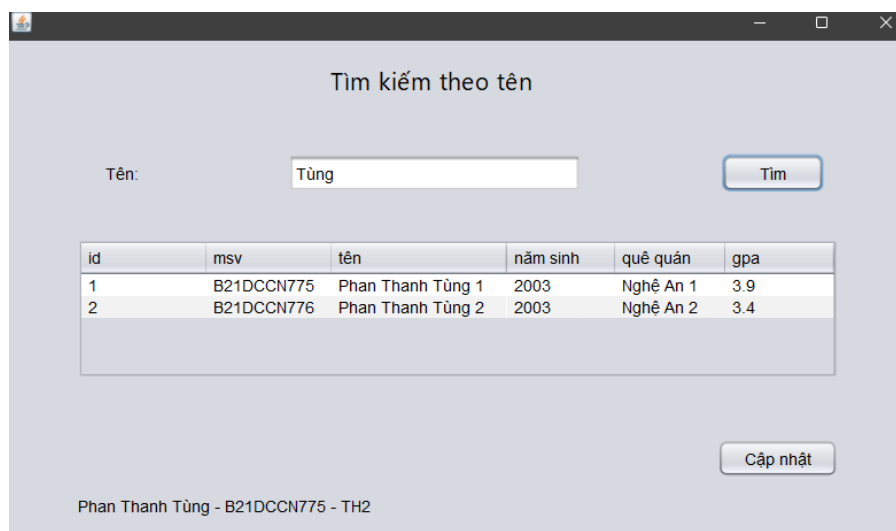 Tìm kiếm theo tên
Tên: Tùng Tìm
id msv tên năm sinh quê quán gpa
1 B21DCCN775 Phan Thanh Tùng 1 2003 Nghệ An 1 3.9
2 B21DCCN776 Phan Thanh Tùng 2 2003 Nghệ An 2 3.4
Cập nhật
Phan Thanh Tùng - B21DCCN775 - TH2